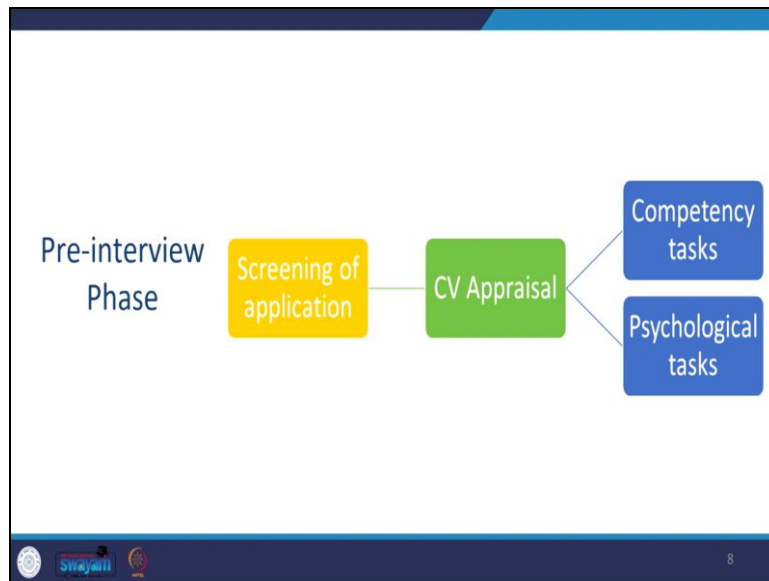 Pre-interview
Phase
Screening of
application
CV Appraisal
Competency
tasks
Psychological
tasks
swayam
8